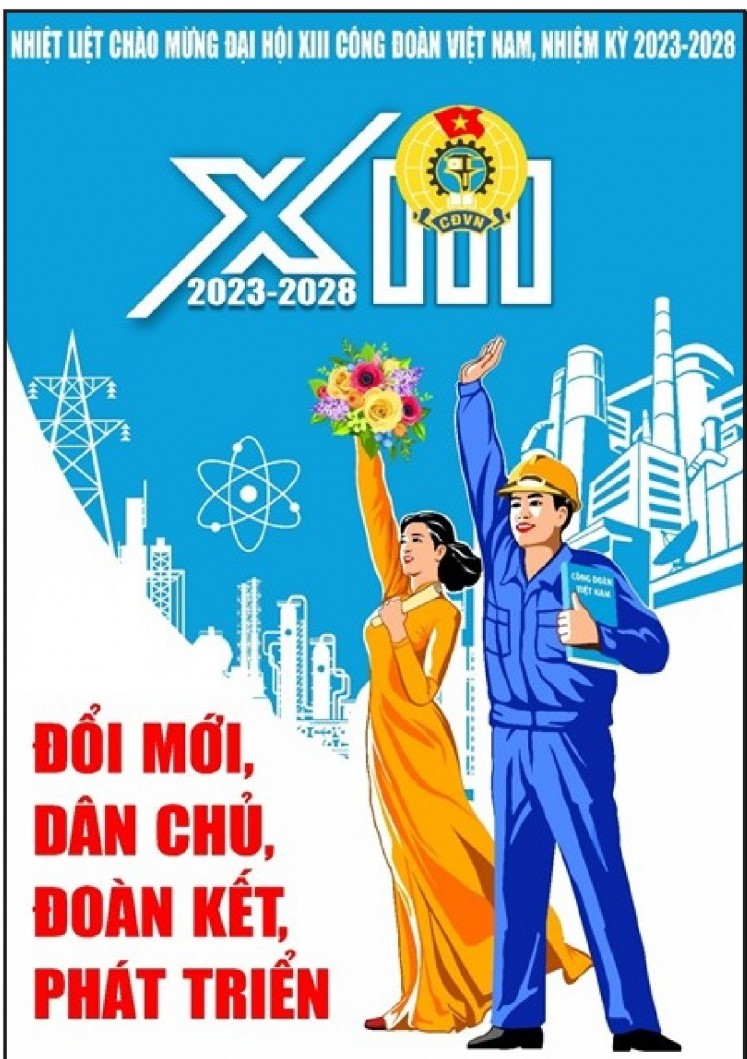 NHIỆT LIỆT CHÀO MỪNG ĐẠI HỘI XIII CÔNG ĐOÀN VIỆT NAM, NHIỆM KỲ 2023-2028
XIII
CĐVN
2023-2028
CÔNG ĐOÀN
VIỆT NAM
ĐỔI MỚI,
DÂN CHỦ,
ĐOÀN KẾT,
PHÁT TRIỂN